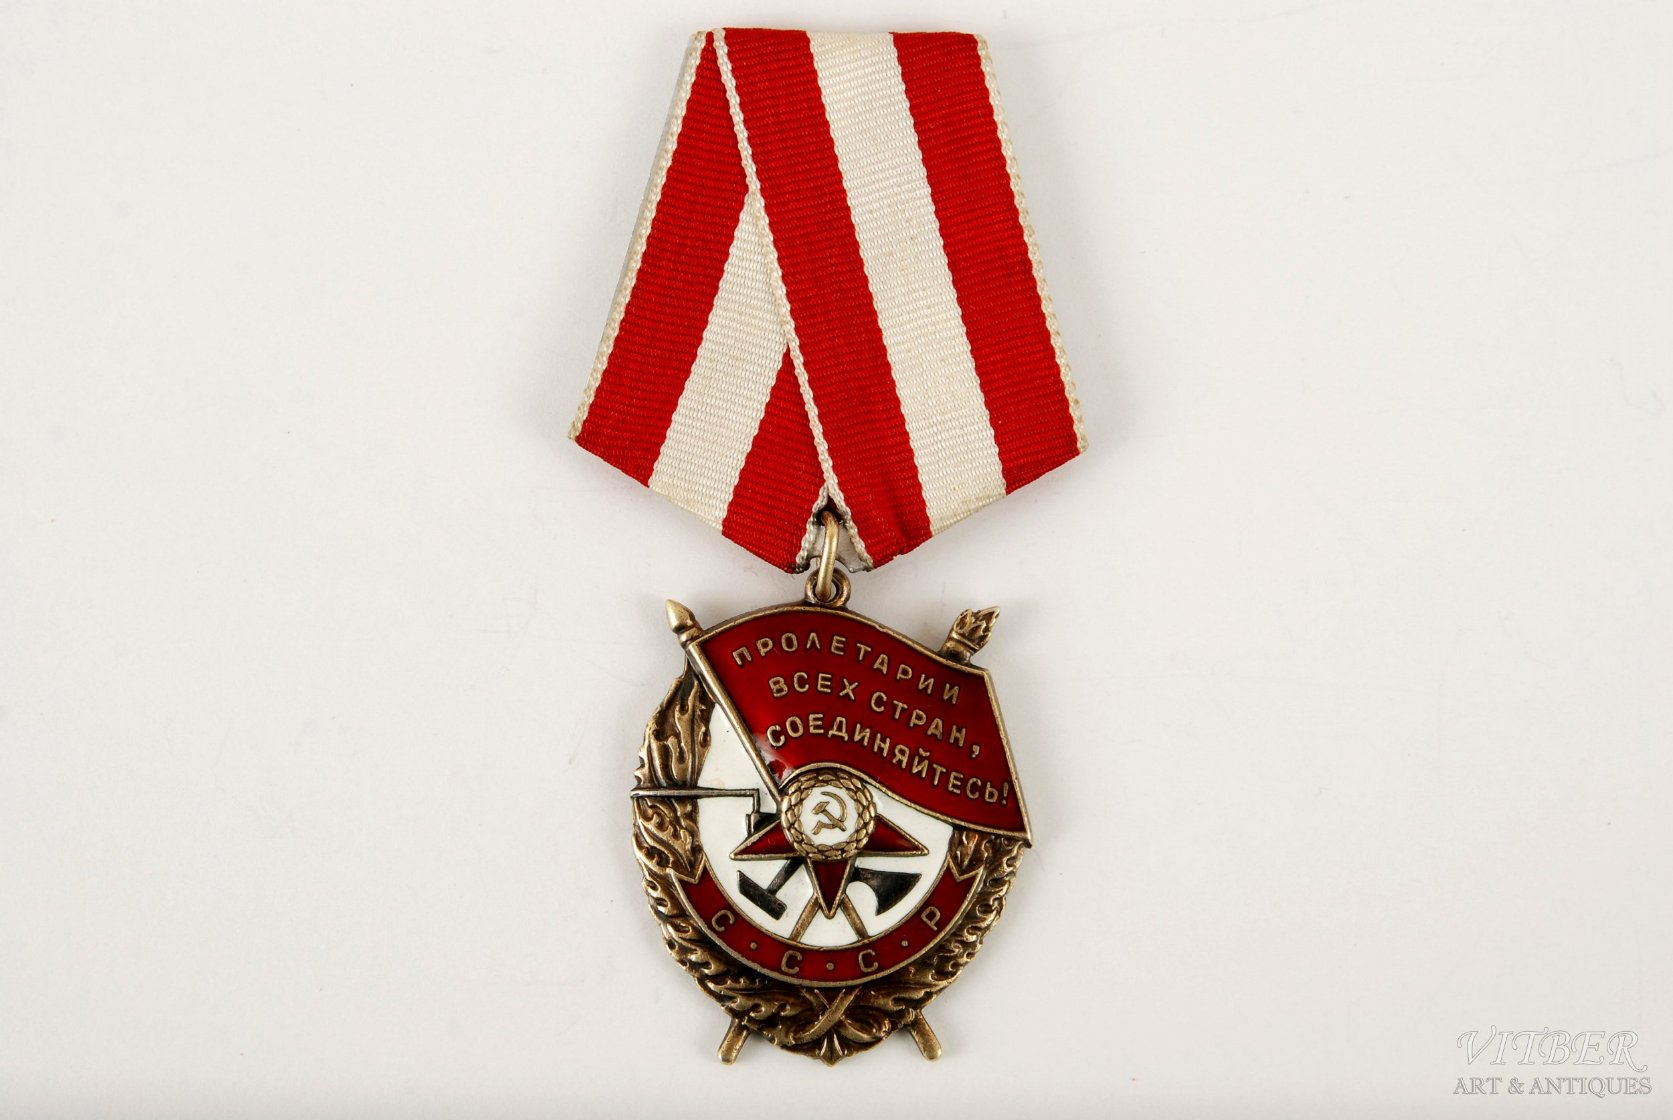 ПРОЛЕТАРИИ
ВСЕХ СТРАН,
СОЕДИНЯЙТЕСЬ!
С·С·С·Р
VITBER
ART & ANTIQUES